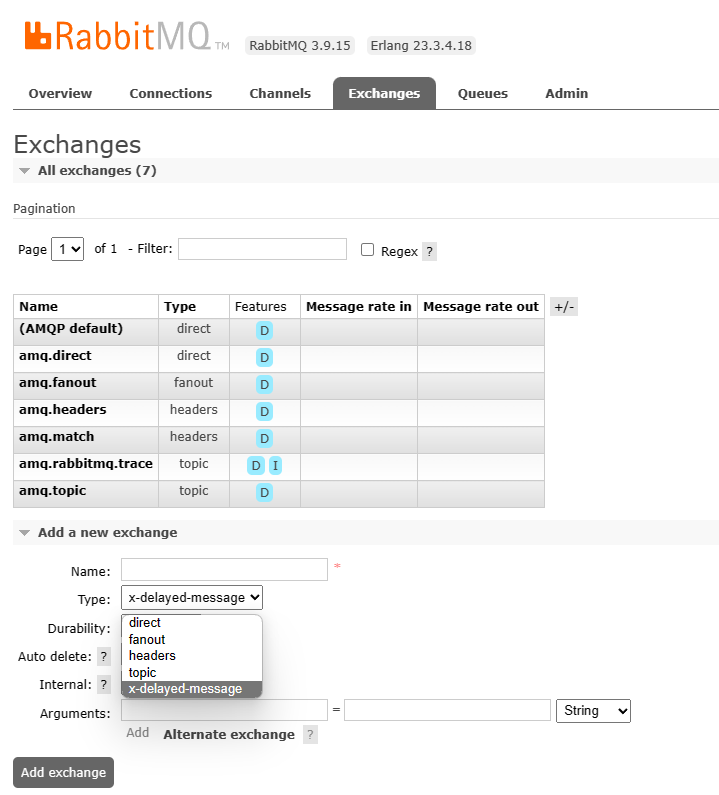 RabbitMQ TM RabbitMQ 3.9.15 Erlang 23.3.4.18
Overview Connections Channels Exchanges Queues Admin
Exchanges
All exchanges (7)
Pagination
Page 1 of 1 - Filter: Regex ?
Name Type Features Message rate in Message rate out +/-
(AMQP default) direct D
amq.direct direct D
amq.fanout fanout D
amq.headers headers D
amq.match headers D
amq.rabbitmq.trace topic D I
amq.topic topic D
Add a new exchange
Name: *
Type: x-delayed-message
Durability:
direct
fanout
Auto delete: ?
headers
topic
Internal: ?
x-delayed-message
Arguments: = String
Add Alternate exchange ?
Add exchange